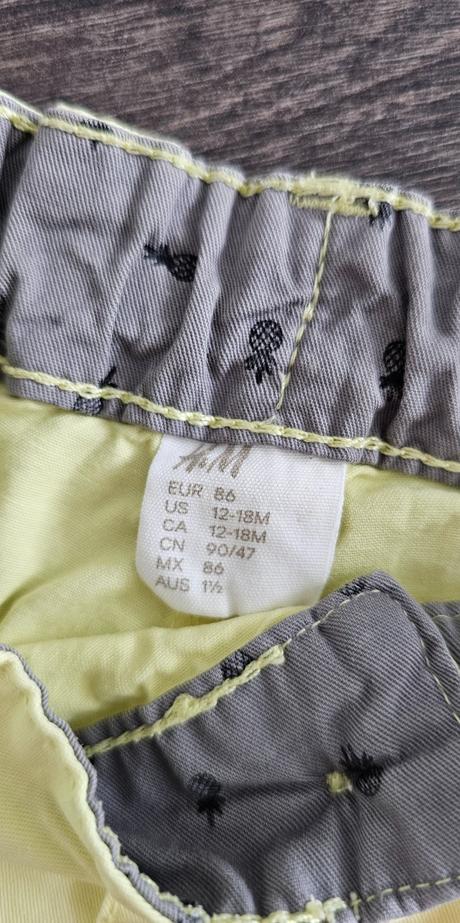 H&M
EUR 86
US 12-18M
CA 12-18M
CN 90/47
MX 86
AUS 1½